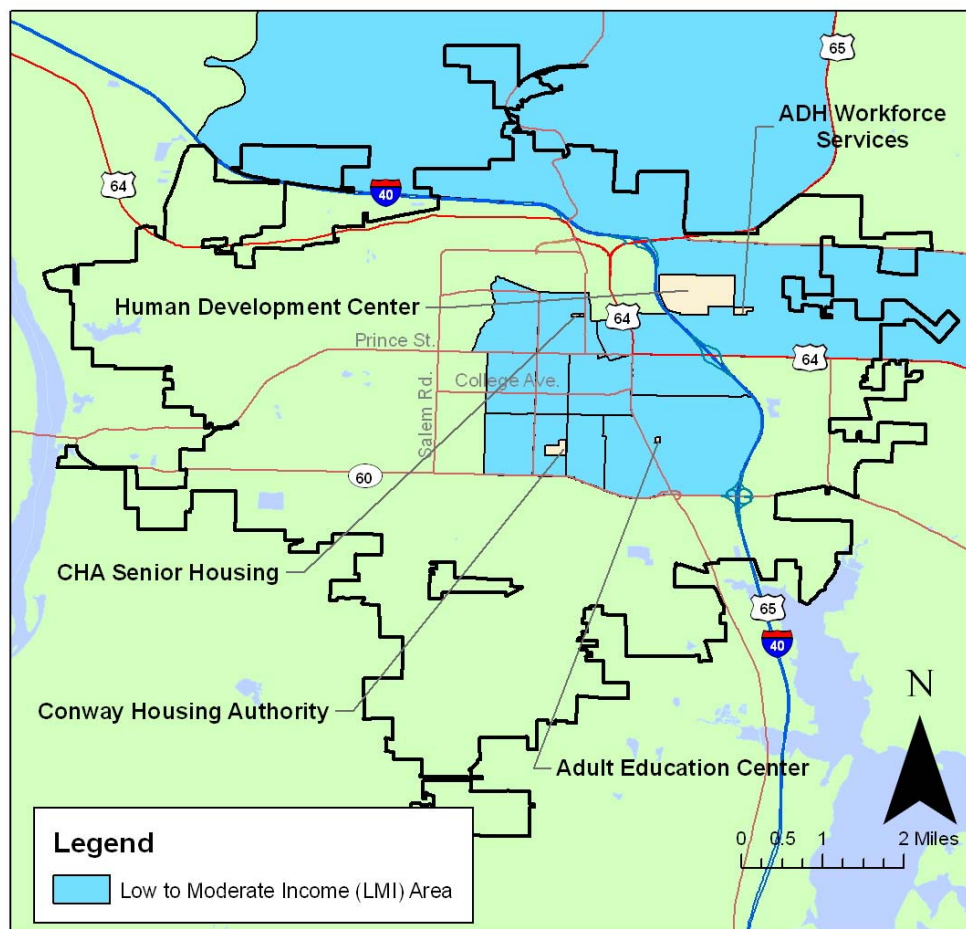 65
ADH Workforce
Services
64
40
Human Development Center
64
Prince St.
64
College Ave.
Salem Rd.
60
CHA Senior Housing
65
40
Conway Housing Authority
N
Adult Education Center
0 0.5 1 2 Miles
Legend
Low to Moderate Income (LMI) Area